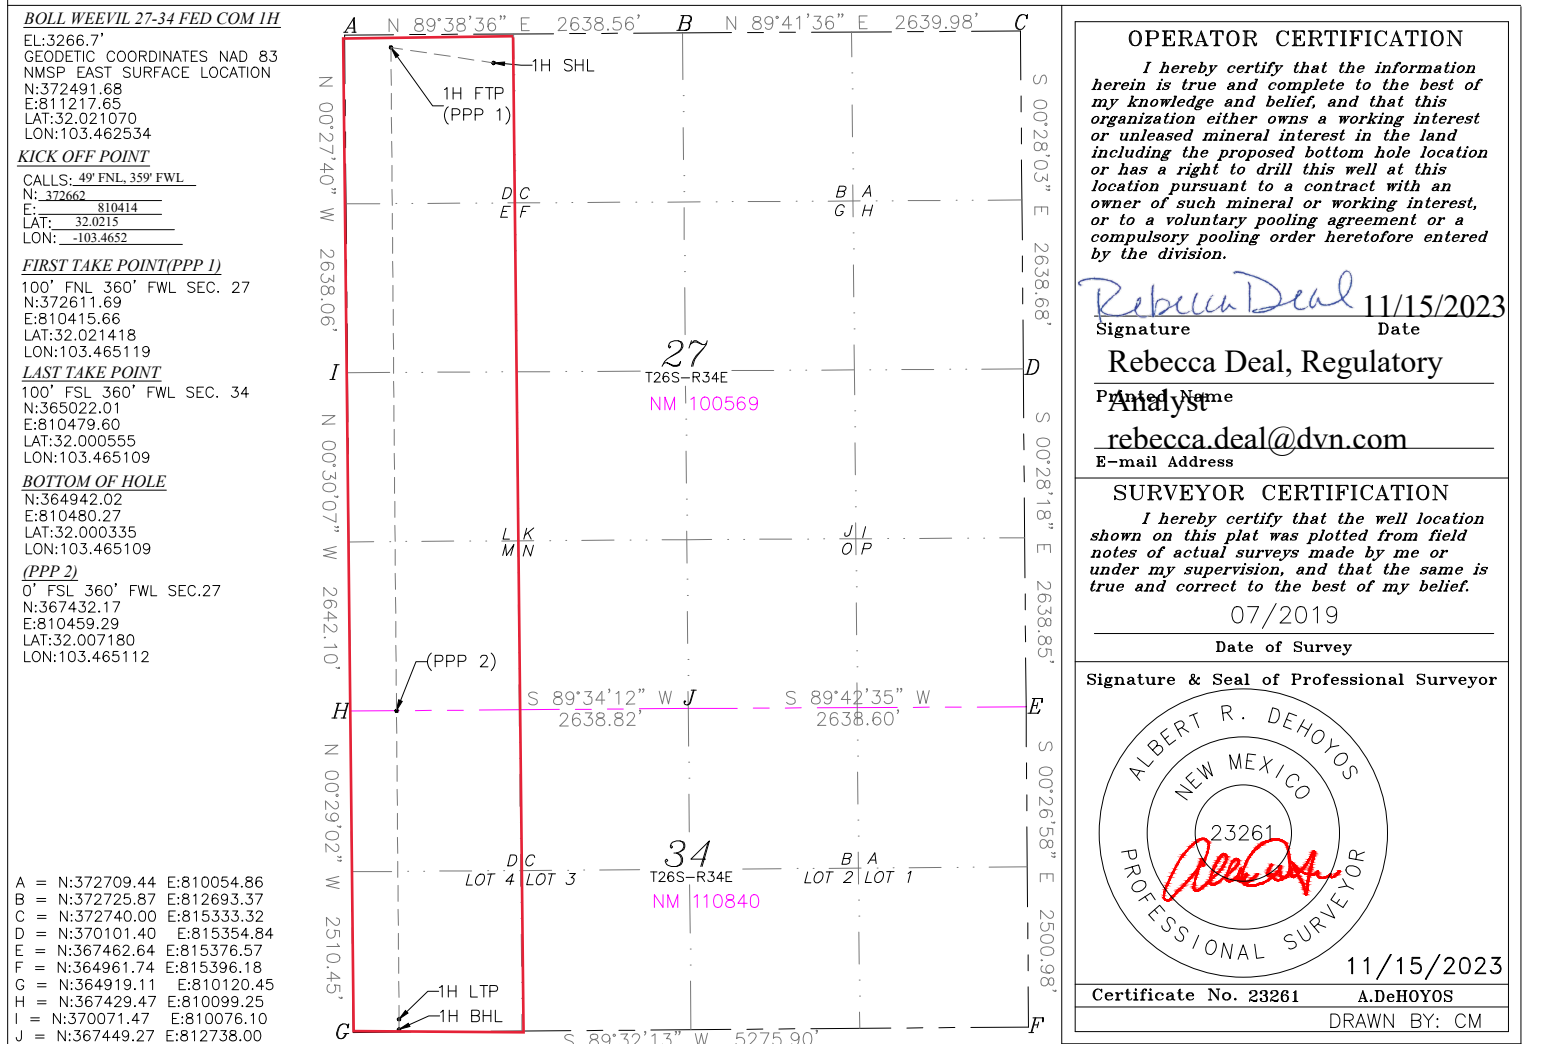 BOLL WEEVIL 27-34 FED COM 1H
EL:3266.7'
GEODETIC COORDINATES NAD 83
NMSP EAST SURFACE LOCATION
N:372491.68
E:811217.65
LAT:32.021070
LON:103.462534
KICK OFF POINT
CALLS: 49' FNL, 359' FWL
N: 372662
E: 810414
LAT: 32.0215
LON: -103.4652
FIRST TAKE POINT(PPP 1)
100' FNL 360' FWL SEC. 27
N:372611.69
E:810415.66
LAT:32.021418
LON:103.465119
LAST TAKE POINT
100' FSL 360' FWL SEC. 34
N:365022.01
E:810479.60
LAT:32.000555
LON:103.465109
BOTTOM OF HOLE
N:364942.02
E:810480.27
LAT:32.000335
LON:103.465109
(PPP 2)
0' FSL 360' FWL SEC.27
N:367432.17
E:810459.29
LAT:32.007180
LON:103.465112
A = N:372709.44 E:810054.86
B = N:372725.87 E:812693.37
C = N:372740.00 E:815333.32
D = N:370101.40 E:815354.84
E = N:367462.64 E:815376.57
F = N:364961.74 E:815396.18
G = N:364919.11 E:810120.45
H = N:367429.47 E:810099.25
I = N:370071.47 E:810076.10
J = N:367449.27 E:812738.00
A N 89°38'36" E 2638.56' B N 89°41'36" E 2639.98' C
1H SHL
1H FTP
(PPP 1)
N 00°27'40" W 2638.06'
S 00°28'03" E 2638.68'
D C
E F
B A
G H
27
T26S-R34E
NM 100569
I
D
N 00°30'07" W 2642.10'
S 00°28'18" E 2638.85'
L K
M N
J I
O P
(PPP 2)
H
S 89°34'12" W J S 89°42'35" W
2638.82' 2638.60'
E
N 00°29'02" W 2510.45'
S 00°26'58" E 2500.98'
D C
LOT 4 LOT 3
B A
LOT 2 LOT 1
34
T26S-R34E
NM 110840
1H LTP
1H BHL
G
F
S 89°32'13" W 5275.90'
OPERATOR CERTIFICATION
I hereby certify that the information
herein is true and complete to the best of
my knowledge and belief, and that this
organization either owns a working interest
or unleased mineral interest in the land
including the proposed bottom hole location
or has a right to drill this well at this
location pursuant to a contract with an
owner of such mineral or working interest,
or to a voluntary pooling agreement or a
compulsory pooling order heretofore entered
by the division.
Rebecca Deal 11/15/2023
Signature Date
Rebecca Deal, Regulatory
Analyst
Printed Name
rebecca.deal@dvn.com
E-mail Address
SURVEYOR CERTIFICATION
I hereby certify that the well location
shown on this plat was plotted from field
notes of actual surveys made by me or
under my supervision, and that the same is
true and correct to the best of my belief.
07/2019
Date of Survey
Signature & Seal of Professional Surveyor
ALBERT R. DEHOYOS
NEW MEXICO
23261
PROFESSIONAL SURVEYOR
11/15/2023
Certificate No. 23261 A.DeHOYOS
DRAWN BY: CM